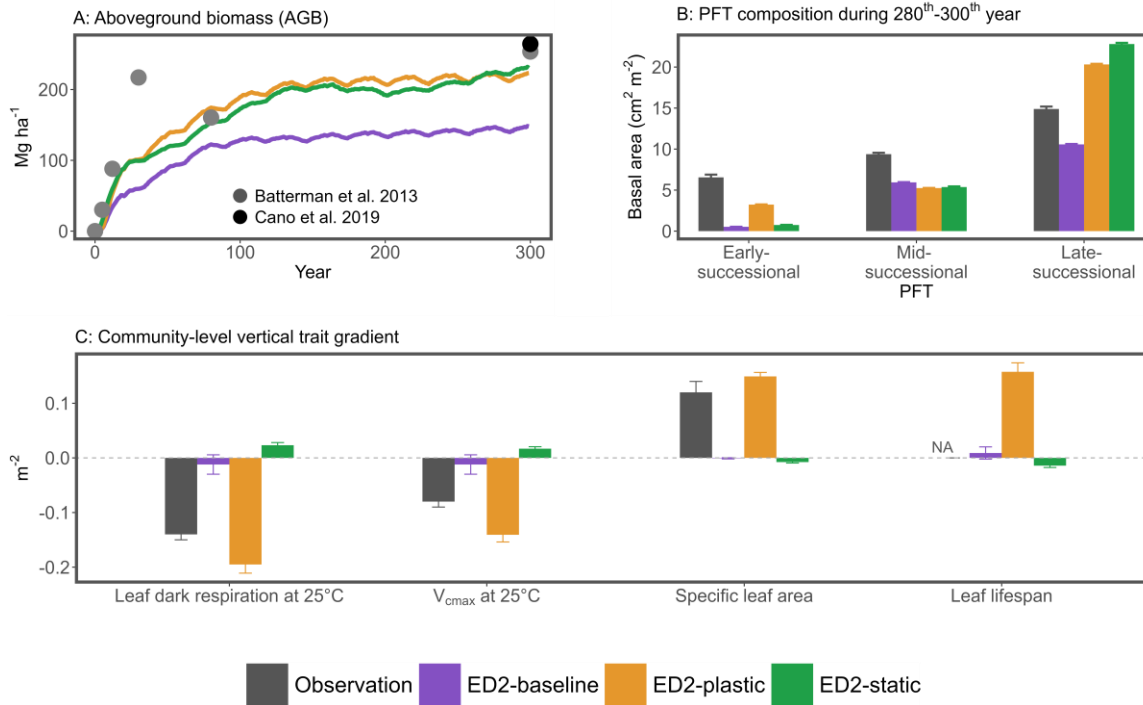 A: Aboveground biomass (AGB)
Mg ha⁻¹
200
100
0
0
100
200
300
Year
Batterman et al. 2013
Cano et al. 2019
B: PFT composition during 280ᵗʰ-300ᵗʰ year
Basal area (cm² m⁻²)
20
15
10
5
0
Early-
successional
Mid-
successional
Late-
successional
PFT
C: Community-level vertical trait gradient
m⁻²
0.1
0.0
-0.1
-0.2
NA
Leaf dark respiration at 25°C
Vcmax at 25°C
Specific leaf area
Leaf lifespan
Observation
ED2-baseline
ED2-plastic
ED2-static